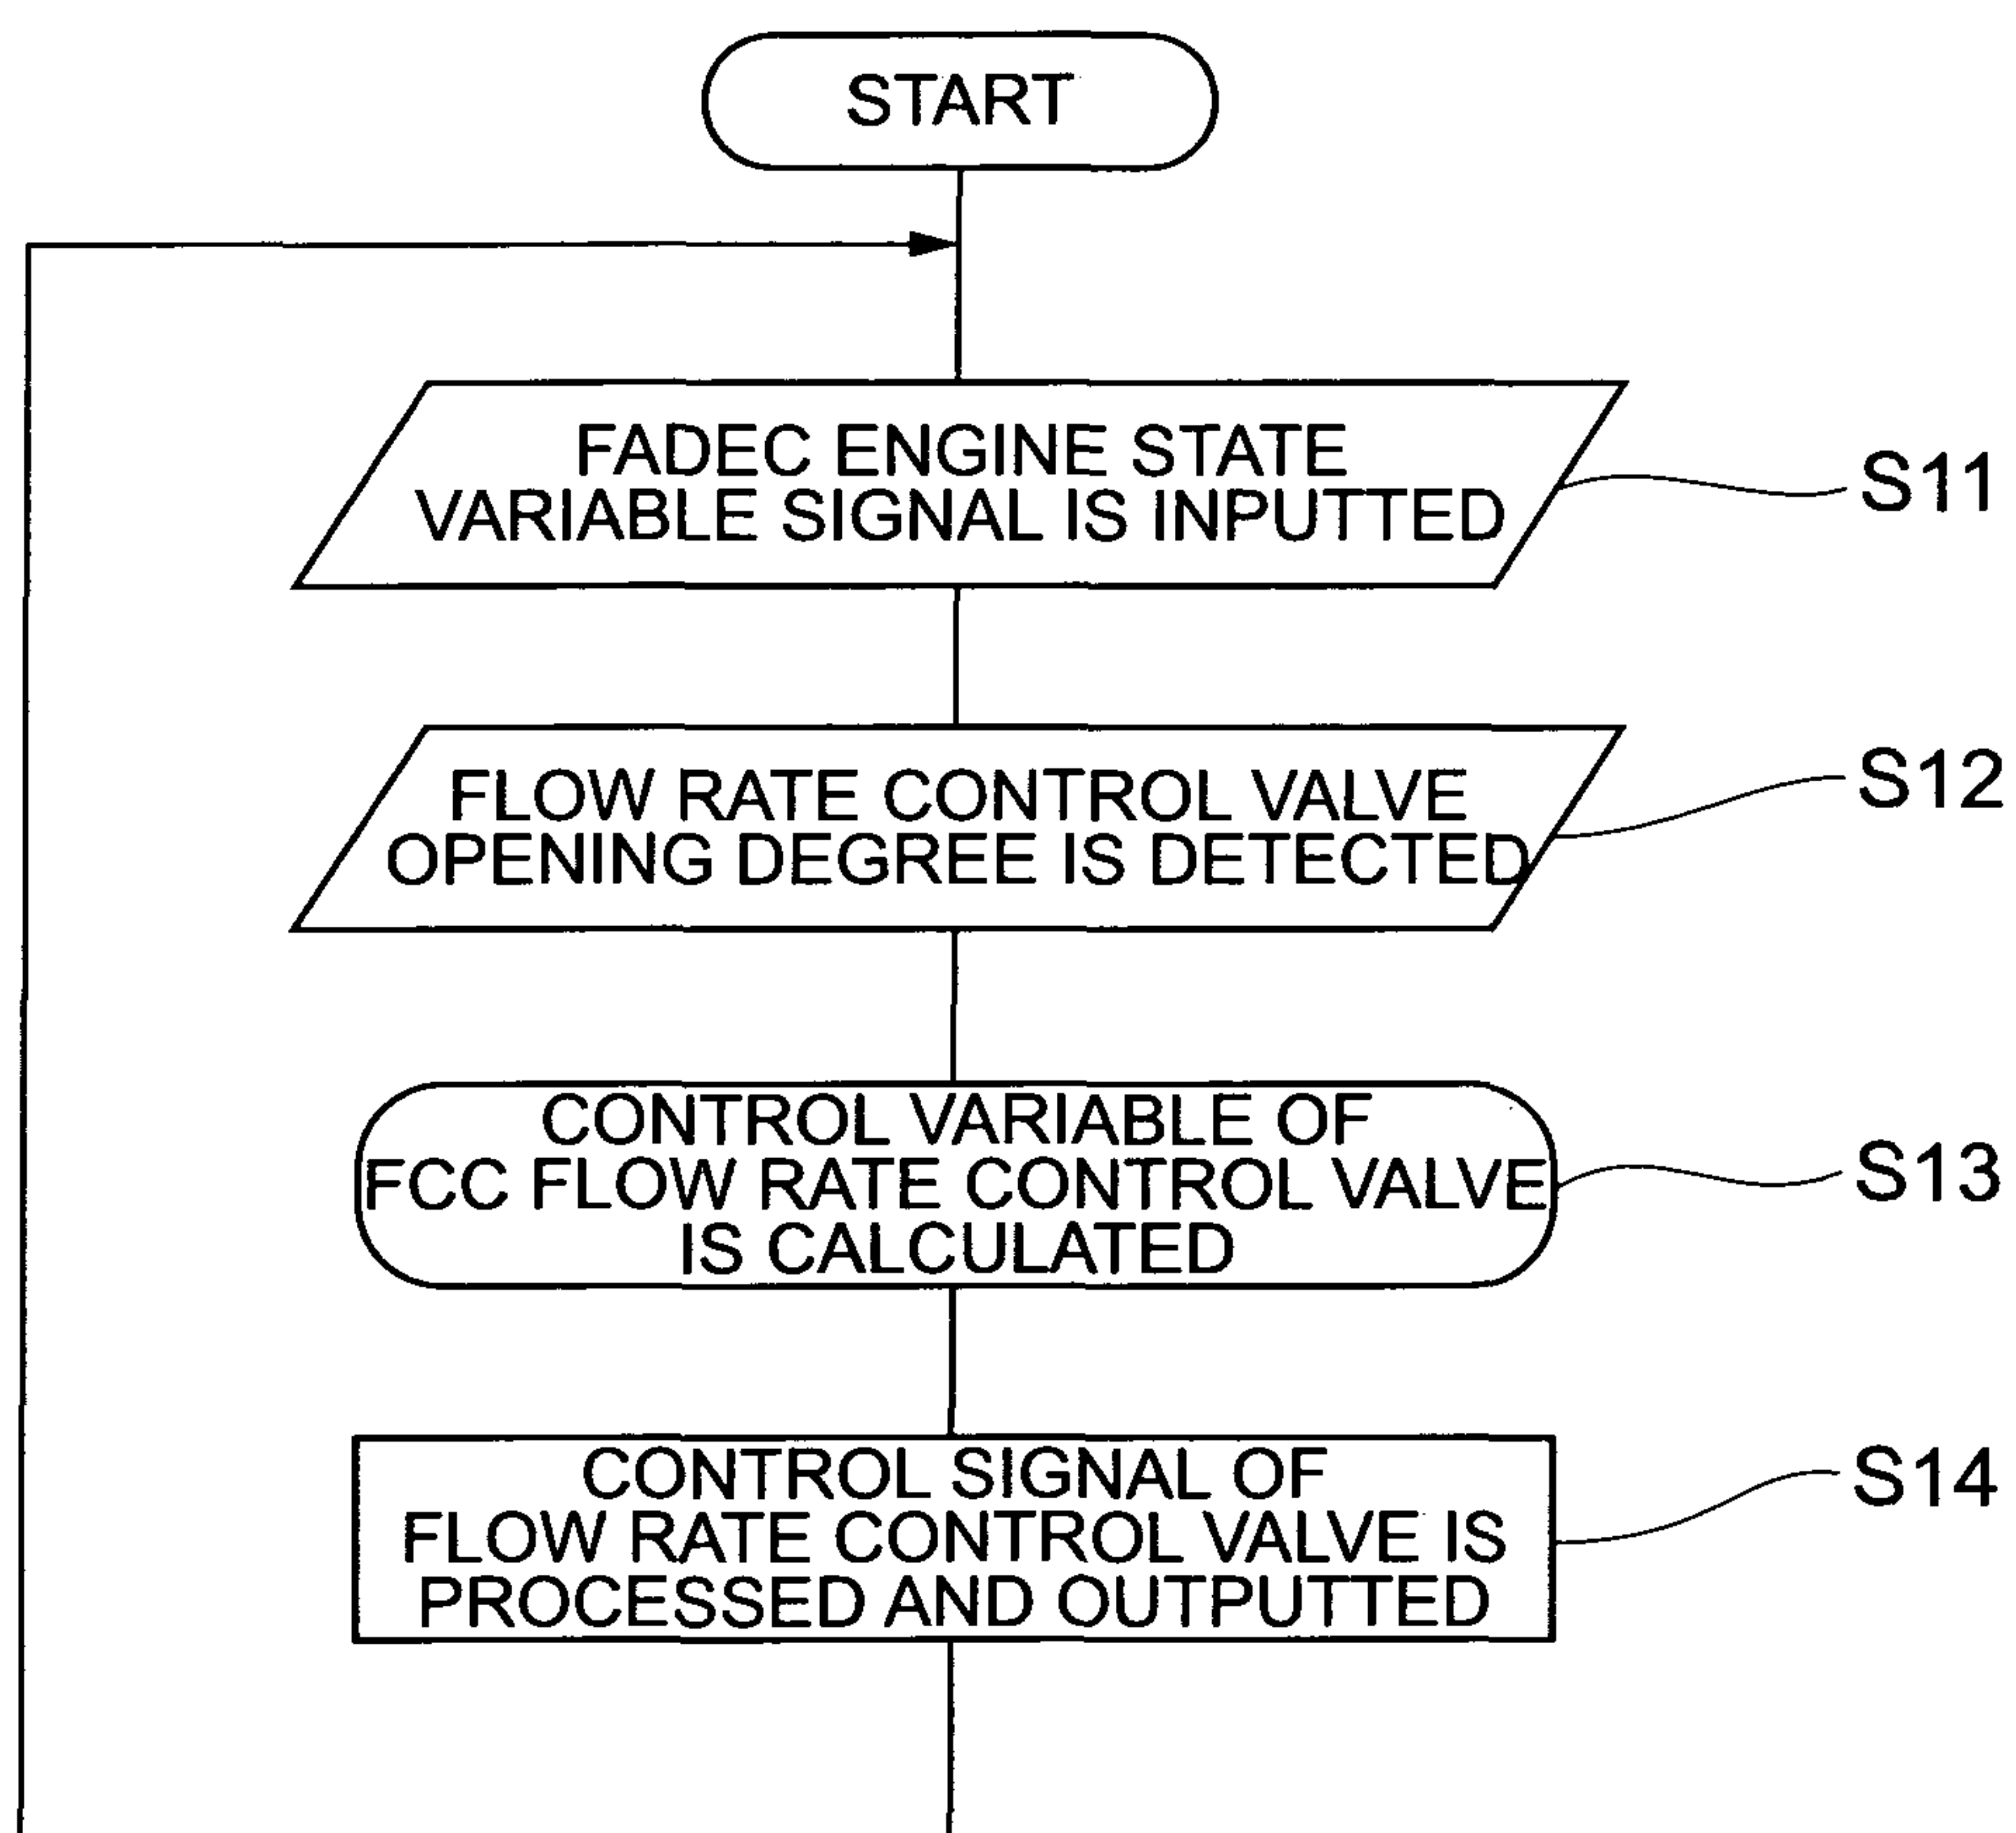 START
FADEC ENGINE STATE
VARIABLE SIGNAL IS INPUTTED
S11
FLOW RATE CONTROL VALVE
OPENING DEGREE IS DETECTED
S12
CONTROL VARIABLE OF
FCC FLOW RATE CONTROL VALVE
IS CALCULATED
S13
CONTROL SIGNAL OF
FLOW RATE CONTROL VALVE IS
PROCESSED AND OUTPUTTED
S14